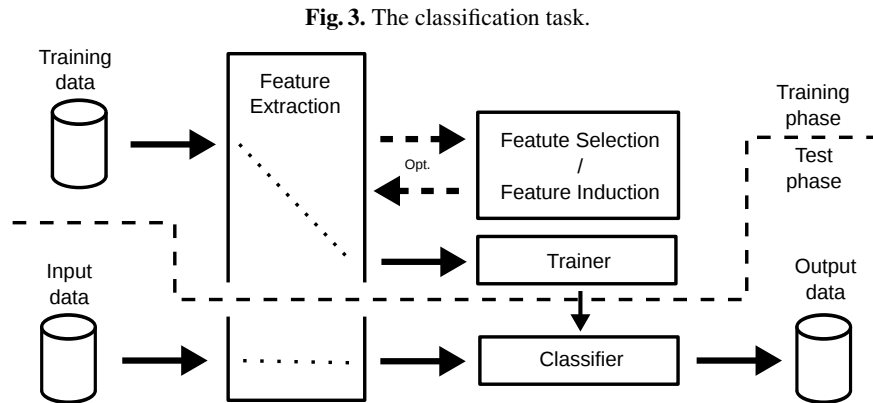 Fig. 3. The classification task.
Training
data
Feature
Extraction
Opt.
Featute Selection
/
Feature Induction
Training
phase
Test
phase
Trainer
Input
data
Classifier
Output
data